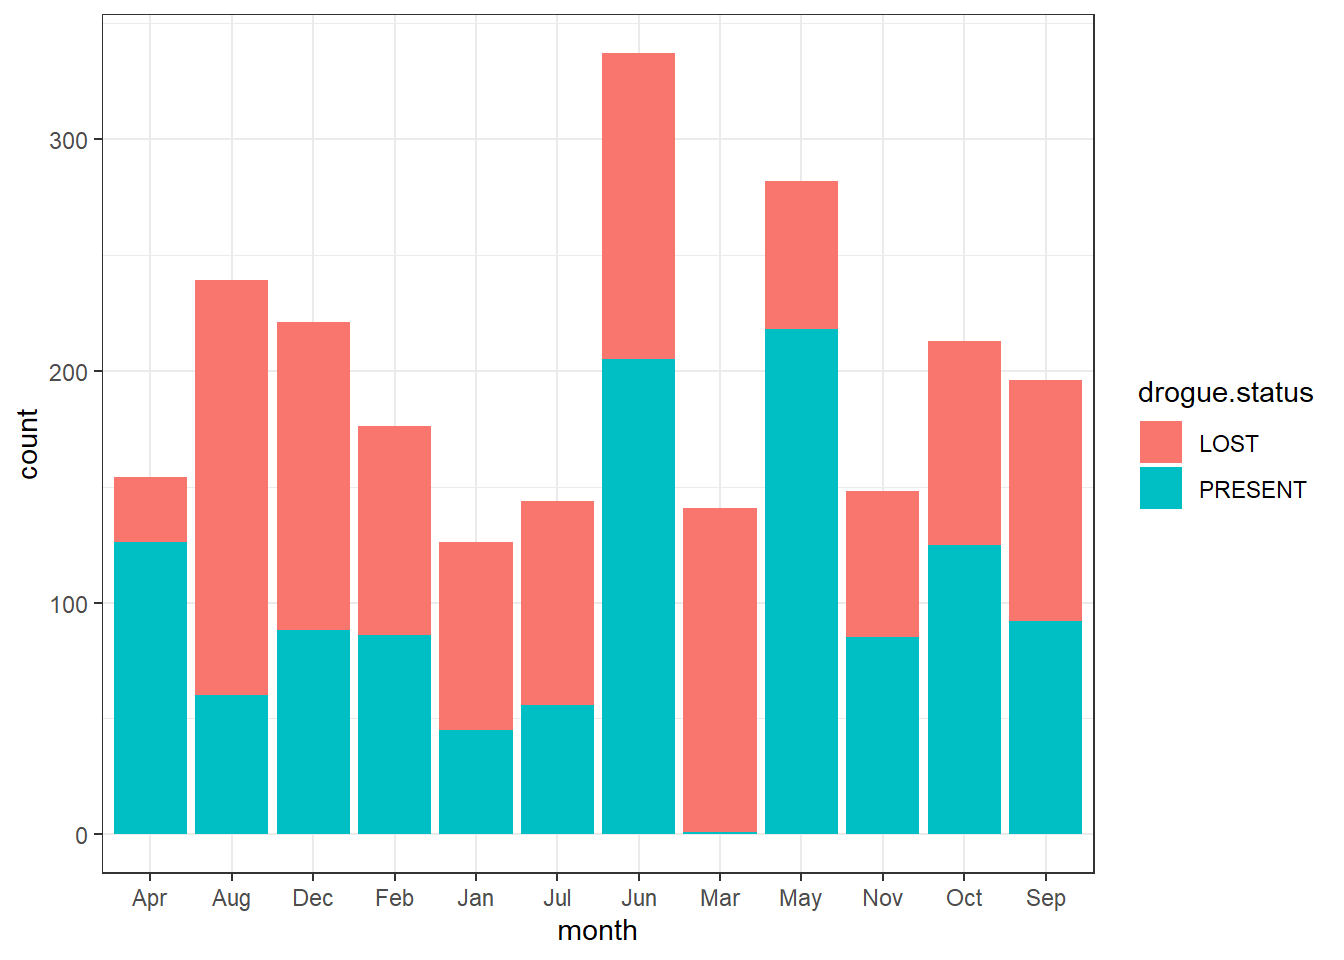 300
200
100
0
count
Apr Aug Dec Feb Jan Jul Jun Mar May Nov Oct Sep
month
drogue.status
LOST
PRESENT